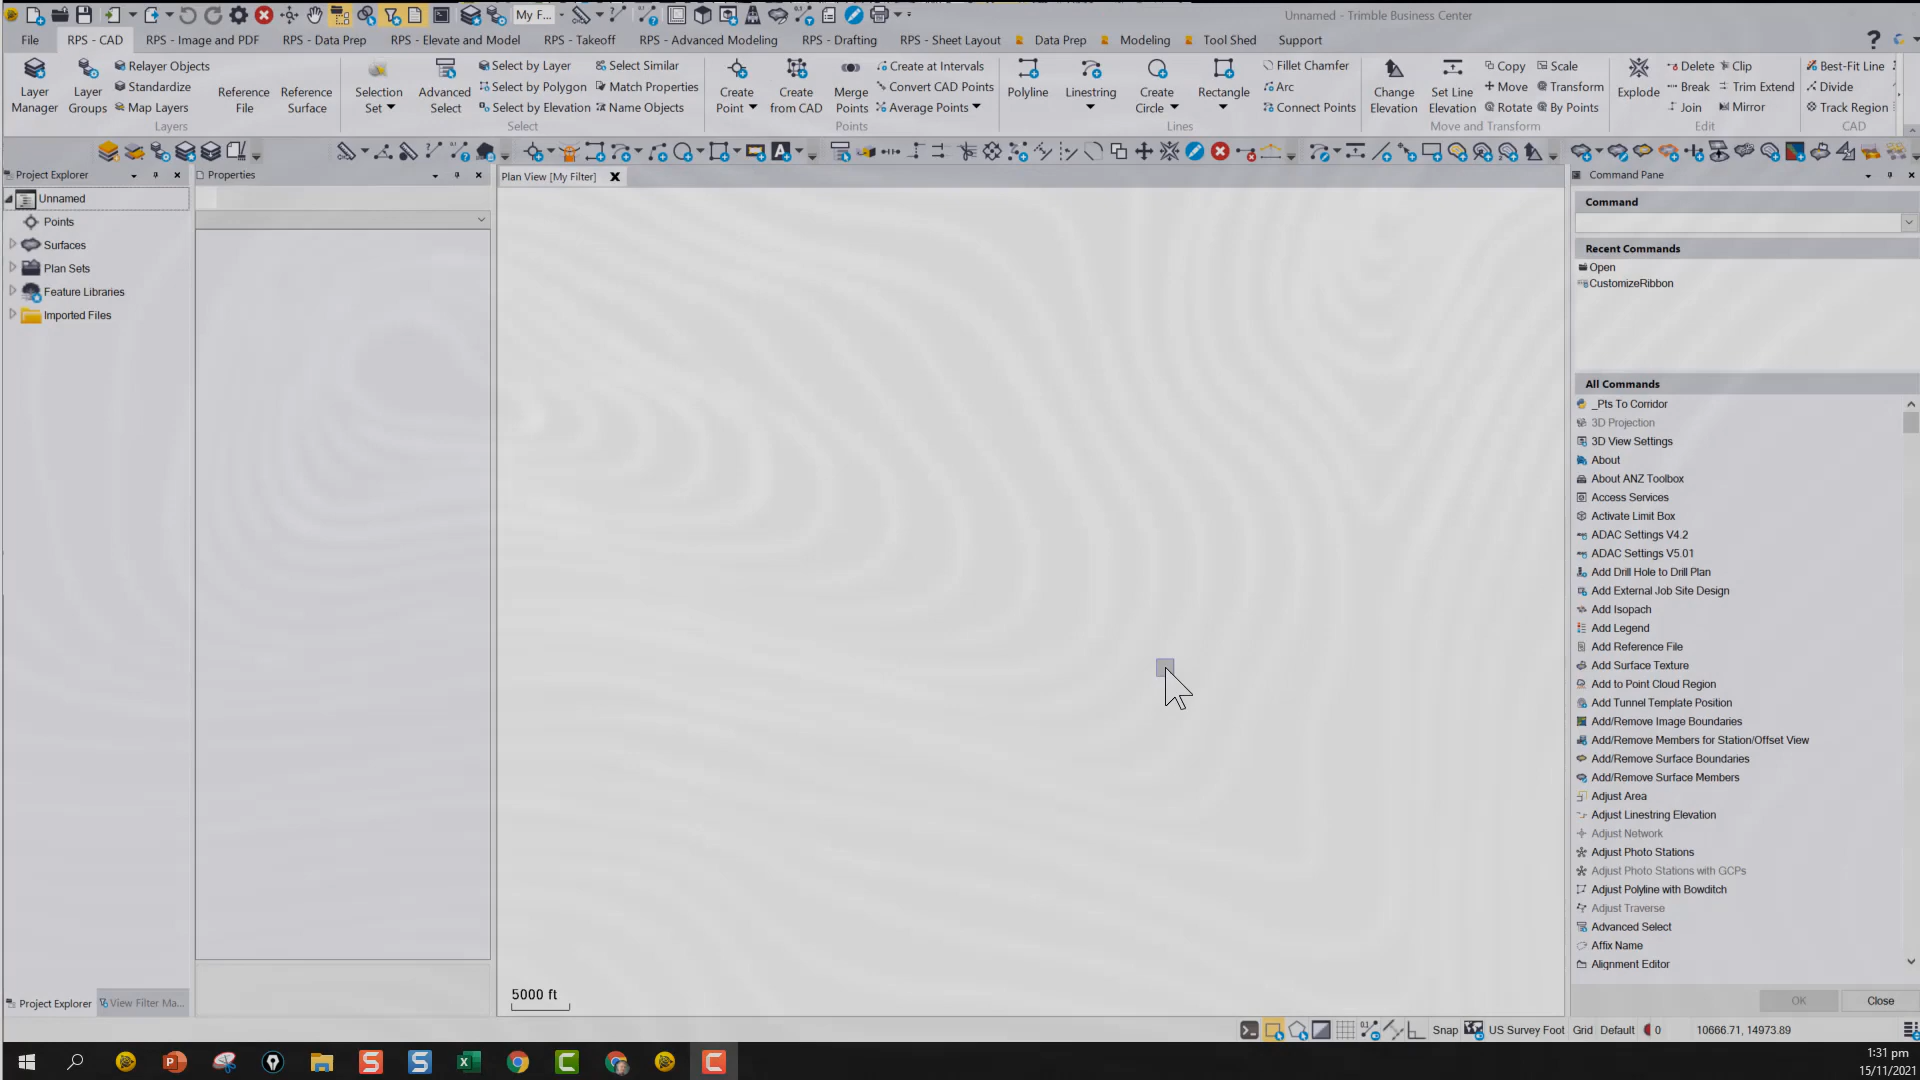 My F...
Unnamed - Trimble Business Center
File RPS - CAD RPS - Image and PDF RPS - Data Prep RPS - Elevate and Model RPS - Takeoff RPS - Advanced Modeling RPS - Drafting RPS - Sheet Layout Data Prep Modeling Tool Shed Support
Layer Manager
Layer Groups
Relayer Objects
Standardize
Map Layers
Reference File
Reference Surface
Layers
Selection Set
Advanced Select
Select by Layer
Select by Polygon
Select by Elevation
Select Similar
Match Properties
Name Objects
Select
Create Point
Create from CAD
Merge Points
Create at Intervals
Convert CAD Points
Average Points
Points
Polyline
Linestring
Create Circle
Rectangle
Fillet Chamfer
Arc
Connect Points
Lines
Change Elevation
Set Line Elevation
Copy
Move
Rotate
Scale
Transform
By Points
Move and Transform
Explode
Delete
Break
Join
Clip
Trim Extend
Mirror
Edit
Best-Fit Line
Divide
Track Region
CAD
Project Explorer
Unnamed
Points
Surfaces
Plan Sets
Feature Libraries
Imported Files
Project Explorer View Filter Ma...
Properties
Plan View [My Filter]
5000 ft
Command Pane
Command
Recent Commands
Open
CustomizeRibbon
All Commands
_Pts To Corridor
3D Projection
3D View Settings
About
About ANZ Toolbox
Access Services
Activate Limit Box
ADAC Settings V4.2
ADAC Settings V5.01
Add Drill Hole to Drill Plan
Add External Job Site Design
Add Isopach
Add Legend
Add Reference File
Add Surface Texture
Add to Point Cloud Region
Add Tunnel Template Position
Add/Remove Image Boundaries
Add/Remove Members for Station/Offset View
Add/Remove Surface Boundaries
Add/Remove Surface Members
Adjust Area
Adjust Linestring Elevation
Adjust Network
Adjust Photo Stations
Adjust Photo Stations with GCPs
Adjust Polyline with Bowditch
Adjust Traverse
Advanced Select
Affix Name
Alignment Editor
OK Close
Snap US Survey Foot Grid Default 0 10666.71, 14973.89
1:31 pm
15/11/2021